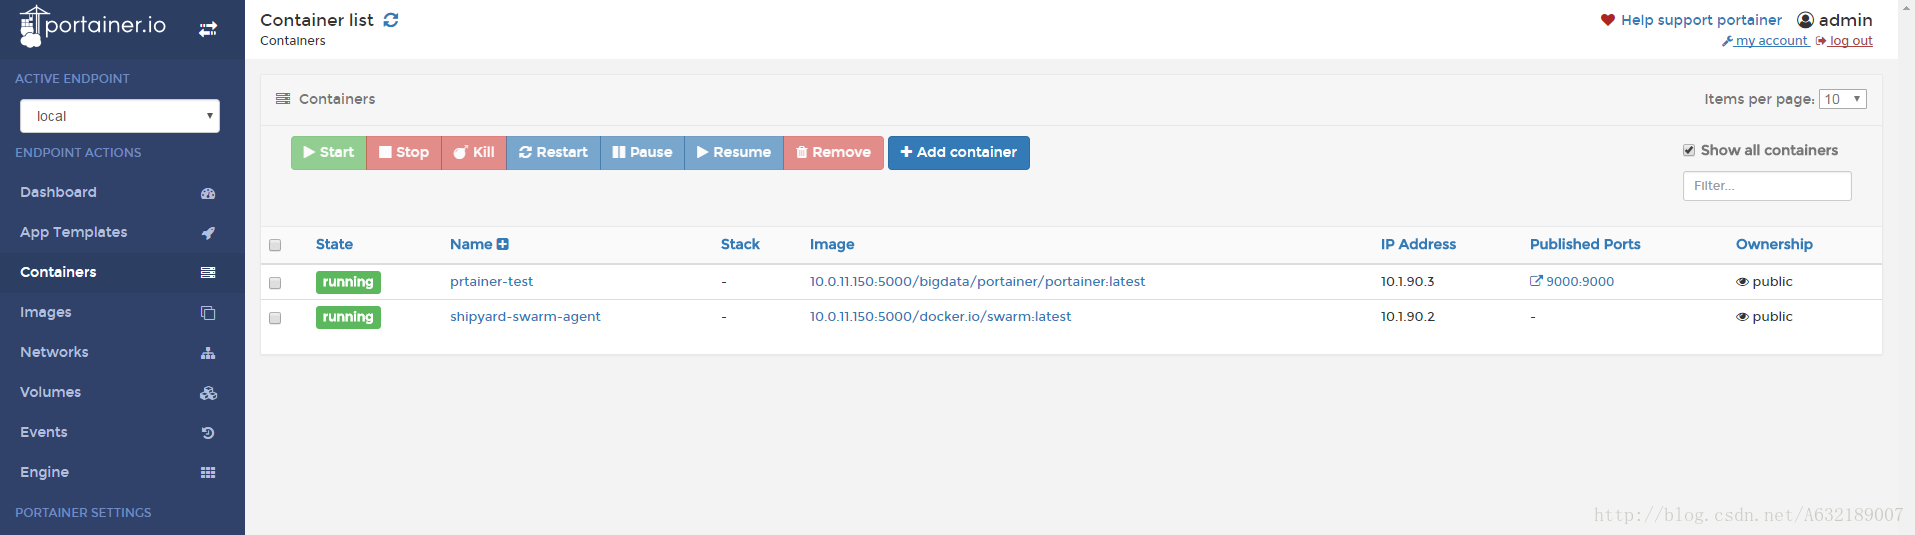 portainer.io
ACTIVE ENDPOINT
local
ENDPOINT ACTIONS
Dashboard
App Templates
Containers
Images
Networks
Volumes
Events
Engine
PORTAINER SETTINGS
Container list
Containers
Help support portainer admin
my account log out
Containers
Items per page: 10
Start Stop Kill Restart Pause Resume Remove Add container
Show all containers
Filter...
State Name Stack Image IP Address Published Ports Ownership
running prtainer-test - 10.0.11.150:5000/bigdata/portainer/portainer:latest 10.1.90.3 9000:9000 public
running shipyard-swarm-agent - 10.0.11.150:5000/docker.io/swarm:latest 10.1.90.2 - public
http://blog.csdn.net/A632189007